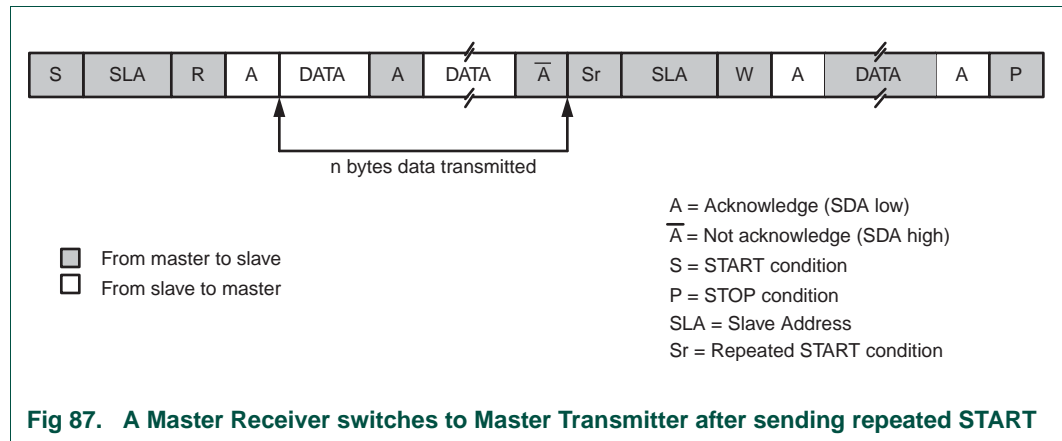 S SLA R A DATA A DATA A̅ Sr SLA W A DATA A P
n bytes data transmitted
From master to slave
From slave to master
A = Acknowledge (SDA low)
A̅ = Not acknowledge (SDA high)
S = START condition
P = STOP condition
SLA = Slave Address
Sr = Repeated START condition
Fig 87. A Master Receiver switches to Master Transmitter after sending repeated START